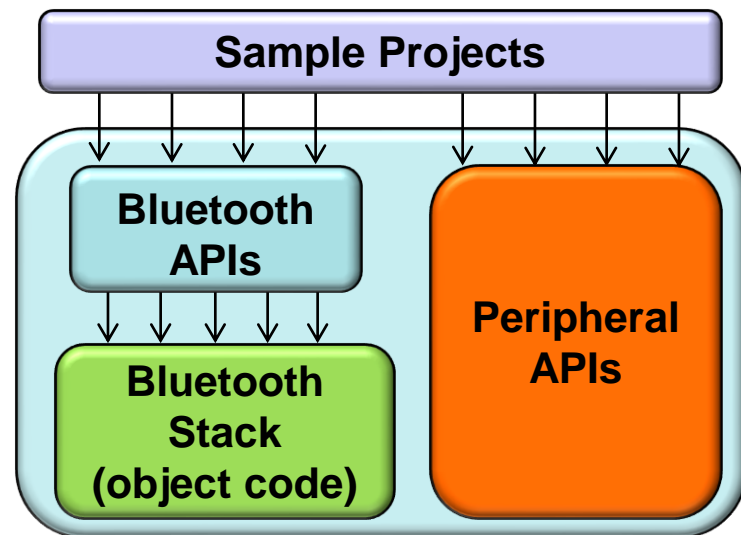 Sample Projects
Bluetooth
APIs
Peripheral
APIs
Bluetooth
Stack
(object code)